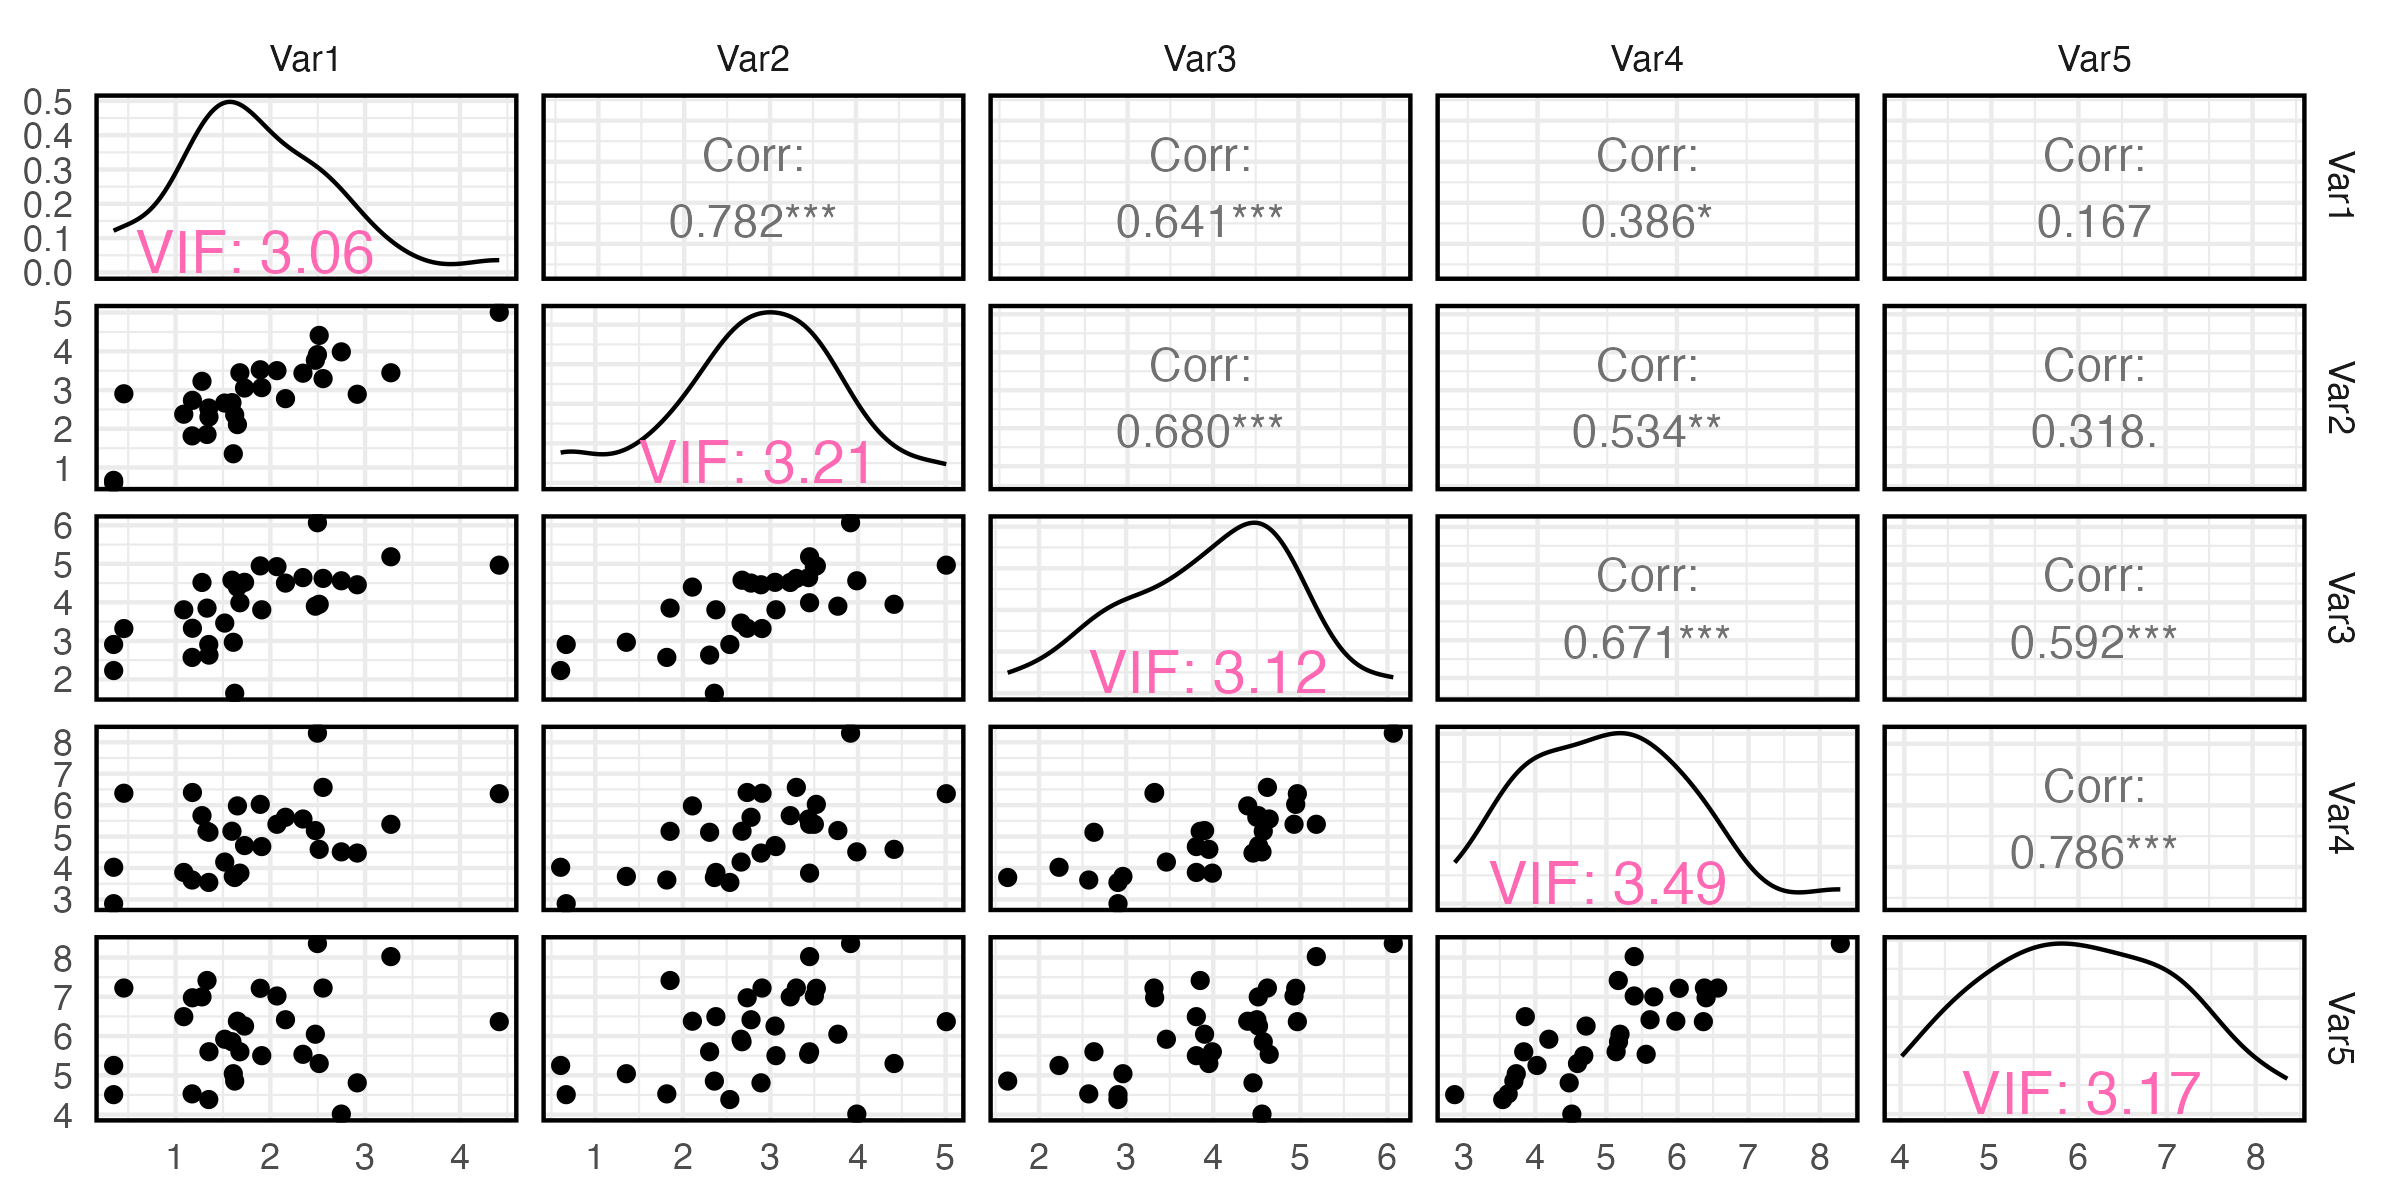 Var1 Var2 Var3 Var4 Var5
0.5
0.4
0.3
0.2
0.1
0.0
VIF: 3.06
Corr:
0.782***
Corr:
0.641***
Corr:
0.386*
Corr:
0.167
Var1
5
4
3
2
1
VIF: 3.21
Corr:
0.680***
Corr:
0.534**
Corr:
0.318.
Var2
6
5
4
3
2
VIF: 3.12
Corr:
0.671***
Corr:
0.592***
Var3
8
7
6
5
4
3
VIF: 3.49
Corr:
0.786***
Var4
8
7
6
5
4
VIF: 3.17
Var5
1 2 3 4 1 2 3 4 5 2 3 4 5 6 3 4 5 6 7 8 4 5 6 7 8